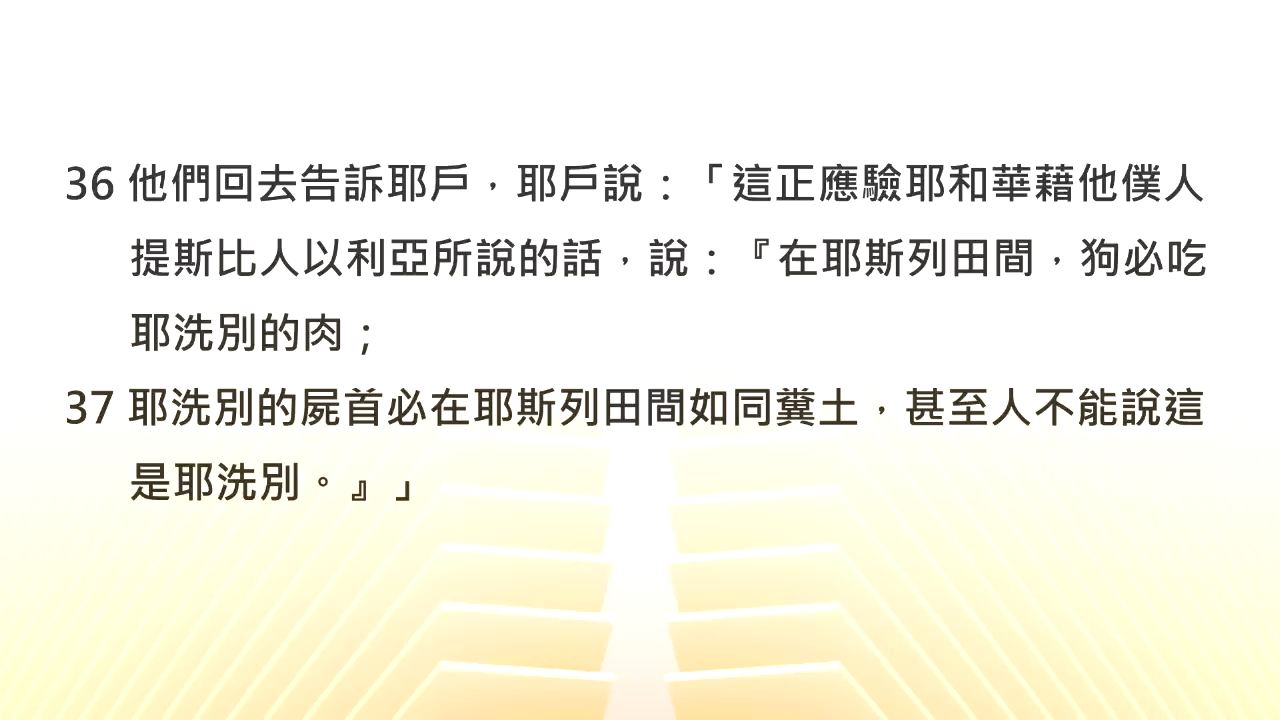 36 他們回去告訴耶戶，耶戶說：「這正應驗耶和華藉他僕人
提斯比人以利亞所說的話，說：『在耶斯列田間，狗必吃
耶洗別的肉；
37 耶洗別的屍首必在耶斯列田間如同糞土，甚至人不能說這
是耶洗別。』」